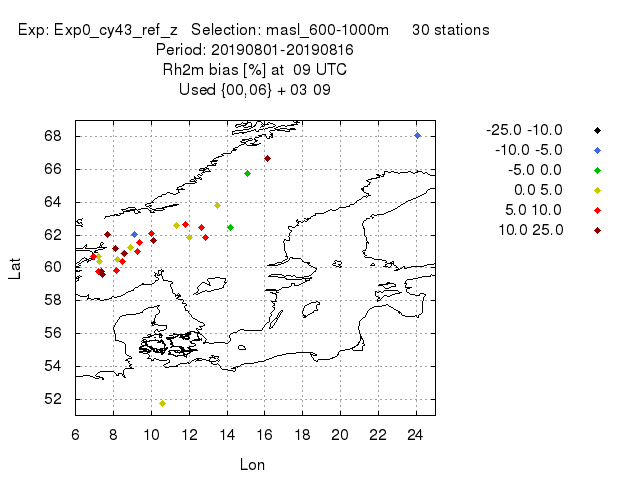 Exp: Exp0_cy43_ref_z   Selection: masl_600-1000m     30 stations
Period: 20190801-20190816
Rh2m bias [%] at  09 UTC
Used {00,06} + 03 09
-25.0 -10.0
-10.0 -5.0
-5.0 0.0
0.0 5.0
5.0 10.0
10.0 25.0
68
66
64
62
60
58
56
54
52
Lat
6 8 10 12 14 16 18 20 22 24
Lon